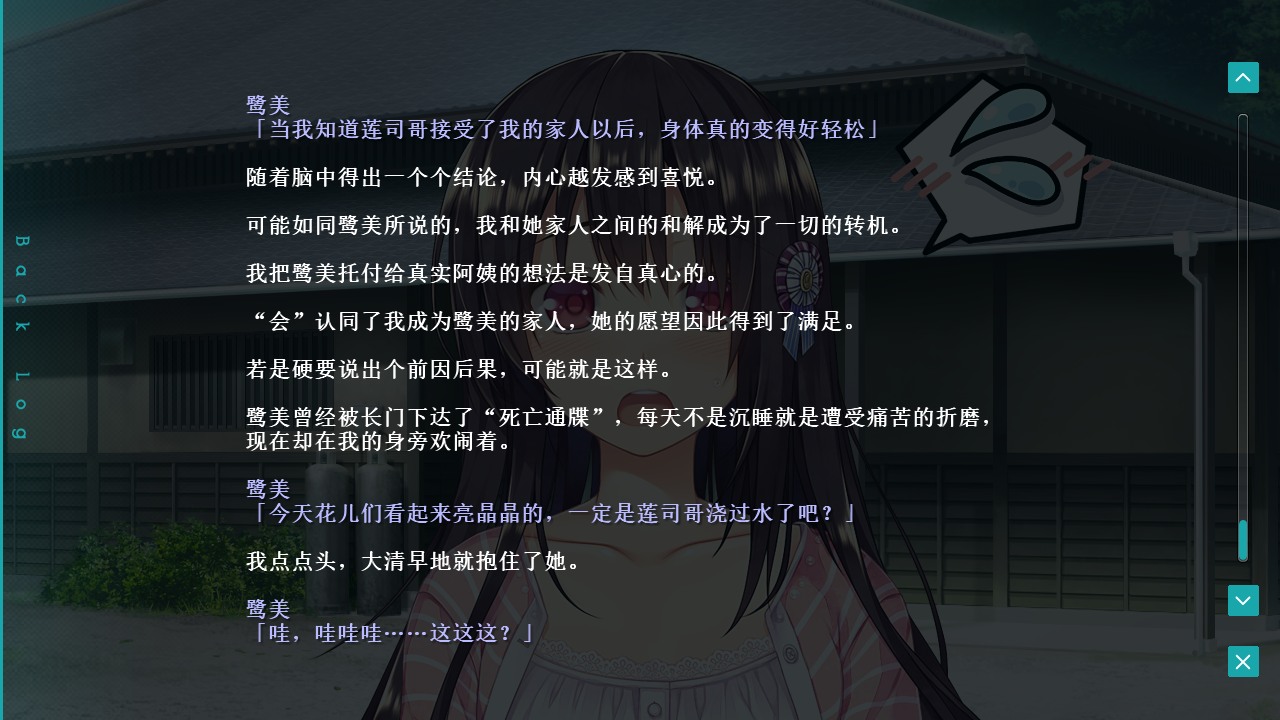 鹭美
「当我知道莲司哥接受了我的家人以后，身体真的变得好轻松」
随着脑中得出一个个结论，内心越发感到喜悦。
可能如同鹭美所说的，我和她家人之间的和解成为了一切的转机。
我把鹭美托付给真实阿姨的想法是发自真心的。
“会”认同了我成为鹭美的家人，她的愿望因此得到了满足。
若是硬要说出个前因后果，可能就是这样。
鹭美曾经被长门下达了“死亡通牒”，每天不是沉睡就是遭受痛苦的折磨，
现在却在我的身旁欢闹着。
鹭美
「今天花儿们看起来亮晶晶的，一定是莲司哥浇过水了吧？」
我点点头，大清早地就抱住了她。
鹭美
「哇，哇哇哇……这这这？」
Back Log